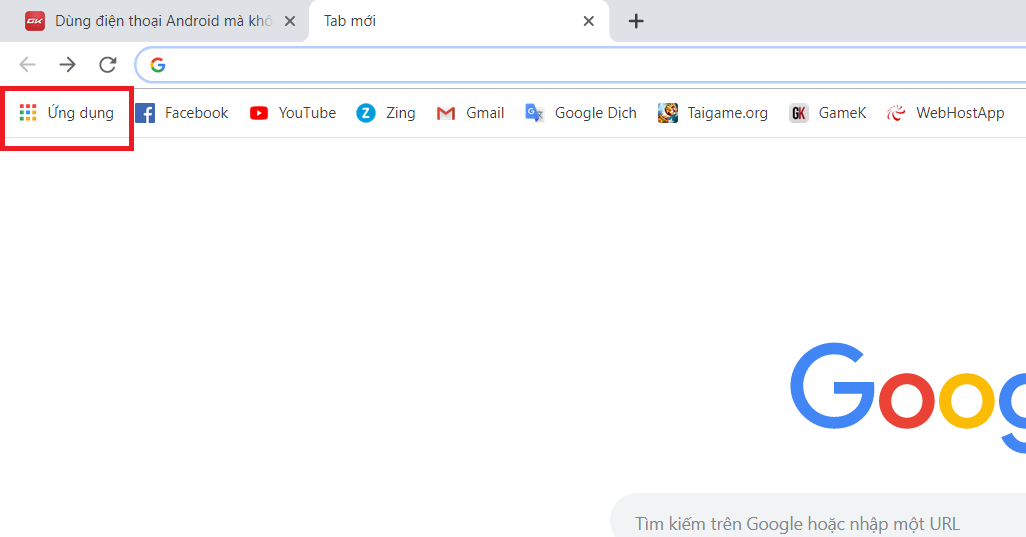 Dùng điện thoại Android mà khô
Tab mới
Ứng dụng Facebook YouTube Zing Gmail Google Dịch Taigame.org GameK WebHostApp
Goog
Tìm kiếm trên Google hoặc nhập một URL